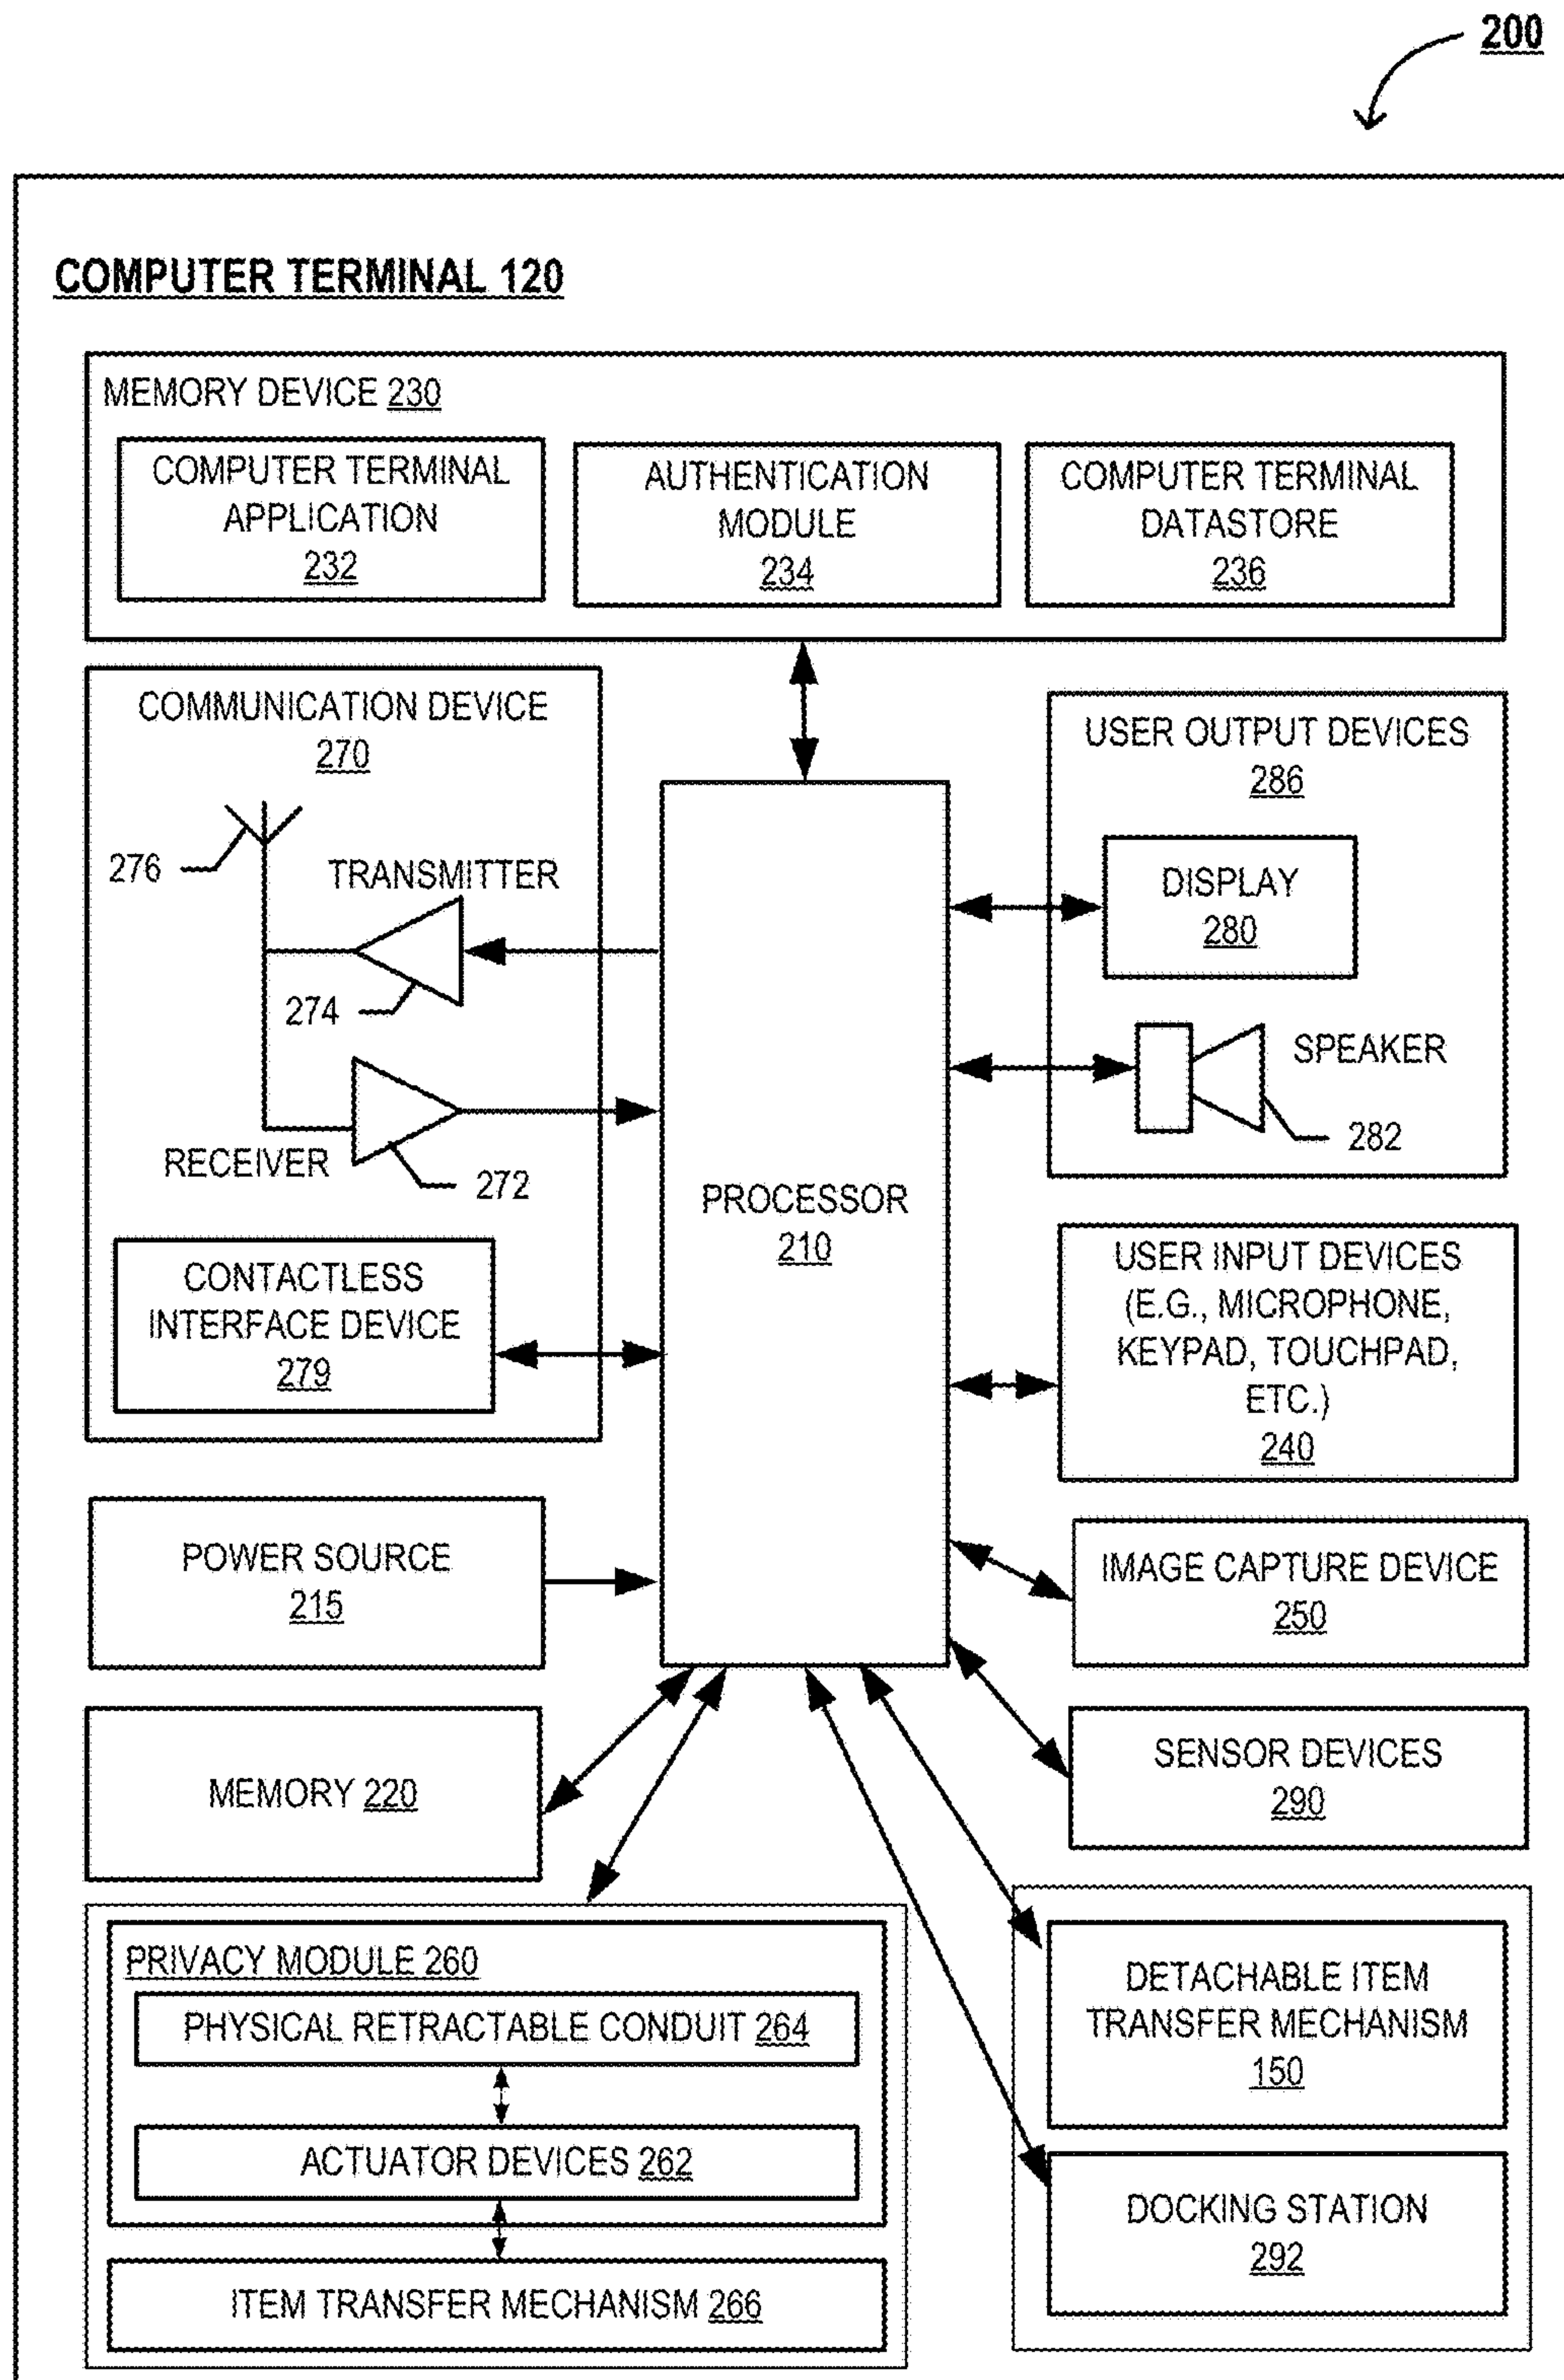 200
COMPUTER TERMINAL 120
MEMORY DEVICE 230
COMPUTER TERMINAL
APPLICATION
232
AUTHENTICATION
MODULE
234
COMPUTER TERMINAL
DATASTORE
236
COMMUNICATION DEVICE
270
276
TRANSMITTER
274
RECEIVER
272
CONTACTLESS
INTERFACE DEVICE
279
PROCESSOR
210
USER OUTPUT DEVICES
286
DISPLAY
280
SPEAKER
282
USER INPUT DEVICES
(E.G., MICROPHONE,
KEYPAD, TOUCHPAD,
ETC.)
240
POWER SOURCE
215
IMAGE CAPTURE DEVICE
250
MEMORY 220
SENSOR DEVICES
290
PRIVACY MODULE 260
PHYSICAL RETRACTABLE CONDUIT 264
ACTUATOR DEVICES 262
ITEM TRANSFER MECHANISM 266
DETACHABLE ITEM
TRANSFER MECHANISM
150
DOCKING STATION
292